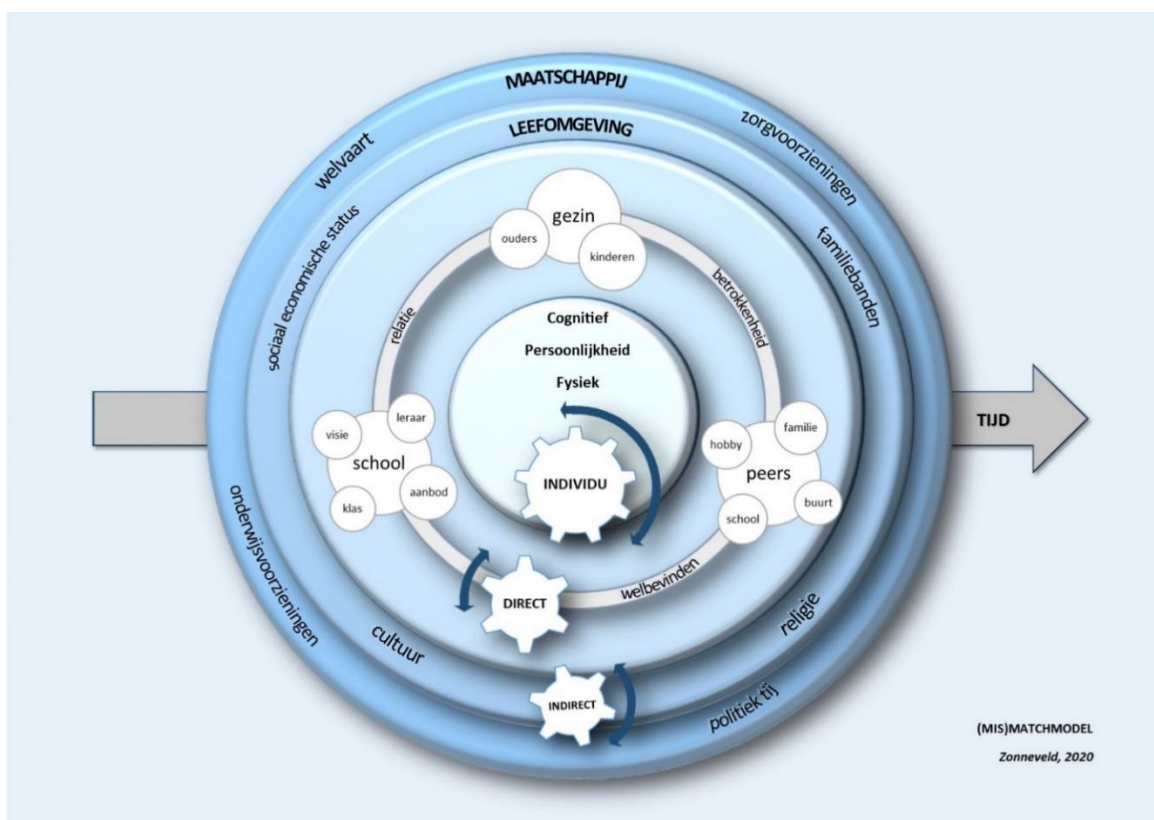 MAATSCHAPPIJ
welvaart
zorgvoorzieningen
LEEFOMGEVING
sociaal economische status
familiebanden
gezin
ouders
kinderen
relatie
betrokkenheid
Cognitief
Persoonlijkheid
Fysiek
INDIVIDU
leraar
visie
school
aanbod
klas
familie
hobby
peers
buurt
school
TIJD
welbevinden
DIRECT
onderwijsvoorzieningen
cultuur
religie
INDIRECT
politiek tij
(MIS)MATCHMODEL
Zonneveld, 2020